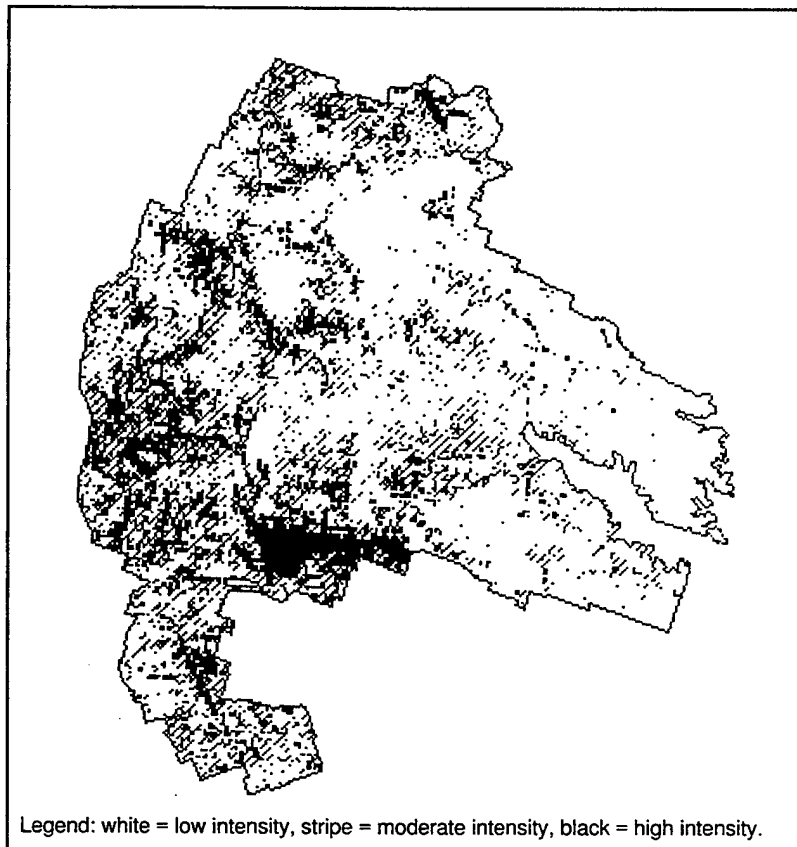 Legend: white = low intensity, stripe = moderate intensity, black = high intensity.